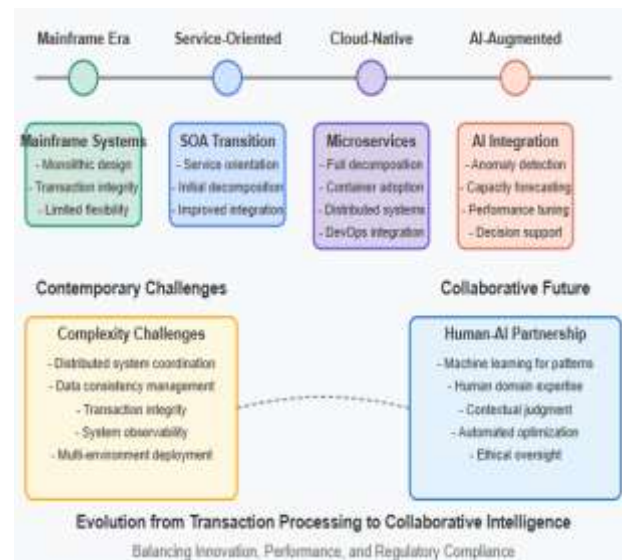 Mainframe Era
Service-Oriented
Cloud-Native
AI-Augmented
Mainframe Systems
- Monolithic design
- Transaction integrity
- Limited flexibility
SOA Transition
- Service orientation
- Initial decomposition
- Improved integration
Microservices
- Full decomposition
- Container adoption
- Distributed systems
- DevOps integration
AI Integration
- Anomaly detection
- Capacity forecasting
- Performance tuning
- Decision support
Contemporary Challenges
Complexity Challenges
- Distributed system coordination
- Data consistency management
- Transaction integrity
- System observability
- Multi-environment deployment
Collaborative Future
Human-AI Partnership
- Machine learning for patterns
- Human domain expertise
- Contextual judgment
- Automated optimization
- Ethical oversight
Evolution from Transaction Processing to Collaborative Intelligence
Balancing Innovation, Performance, and Regulatory Compliance